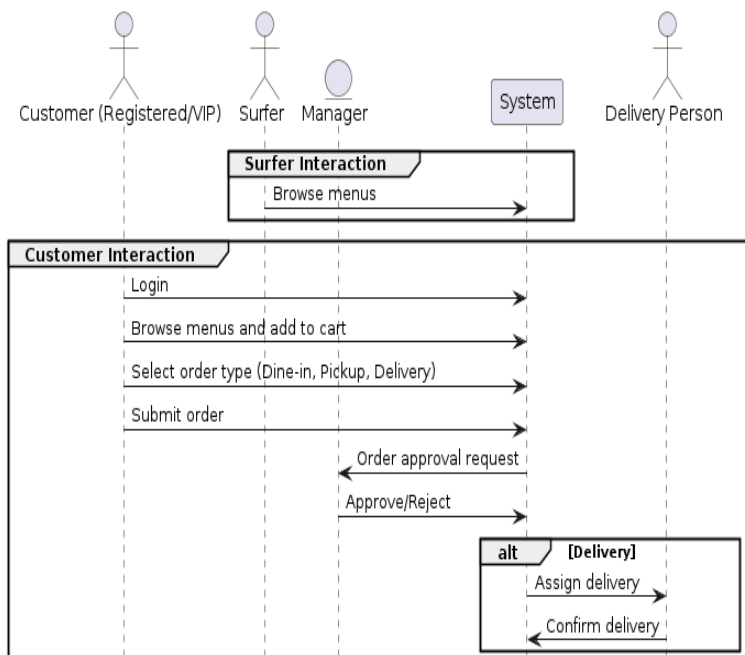 Customer (Registered/VIP)
Surfer
Manager
System
Delivery Person
Surfer Interaction
Browse menus
Customer Interaction
Login
Browse menus and add to cart
Select order type (Dine-in, Pickup, Delivery)
Submit order
Order approval request
Approve/Reject
alt
[Delivery]
Assign delivery
Confirm delivery